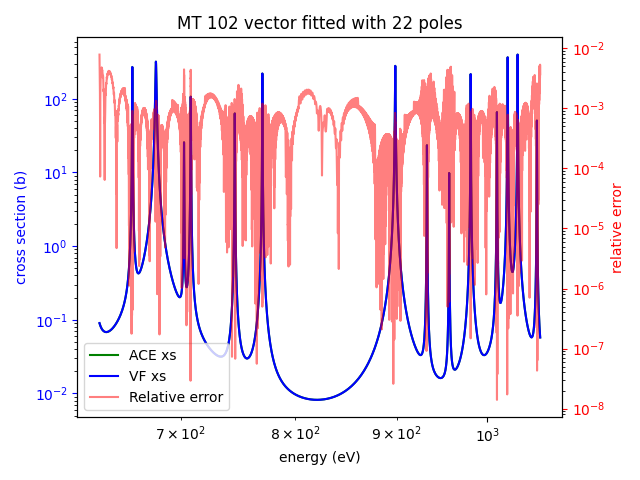 MT 102 vector fitted with 22 poles
10²
10¹
10⁰
10⁻¹
10⁻²
cross section (b)
10⁻²
10⁻³
10⁻⁴
10⁻⁵
10⁻⁶
10⁻⁷
10⁻⁸
relative error
ACE xs
VF xs
Relative error
7 × 10² 8 × 10² 9 × 10² 10³
energy (eV)